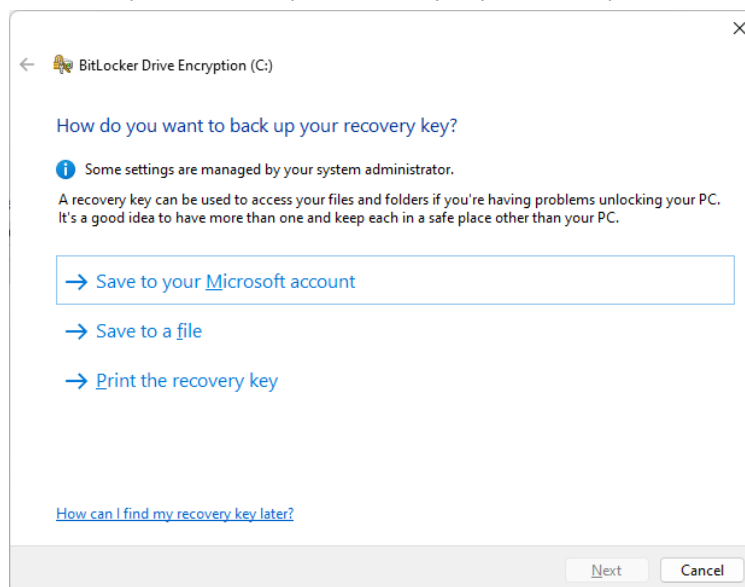 BitLocker Drive Encryption (C:)
How do you want to back up your recovery key?
Some settings are managed by your system administrator.
A recovery key can be used to access your files and folders if you're having problems unlocking your PC.
It's a good idea to have more than one and keep each in a safe place other than your PC.
Save to your Microsoft account
Save to a file
Print the recovery key
How can I find my recovery key later?
Next
Cancel